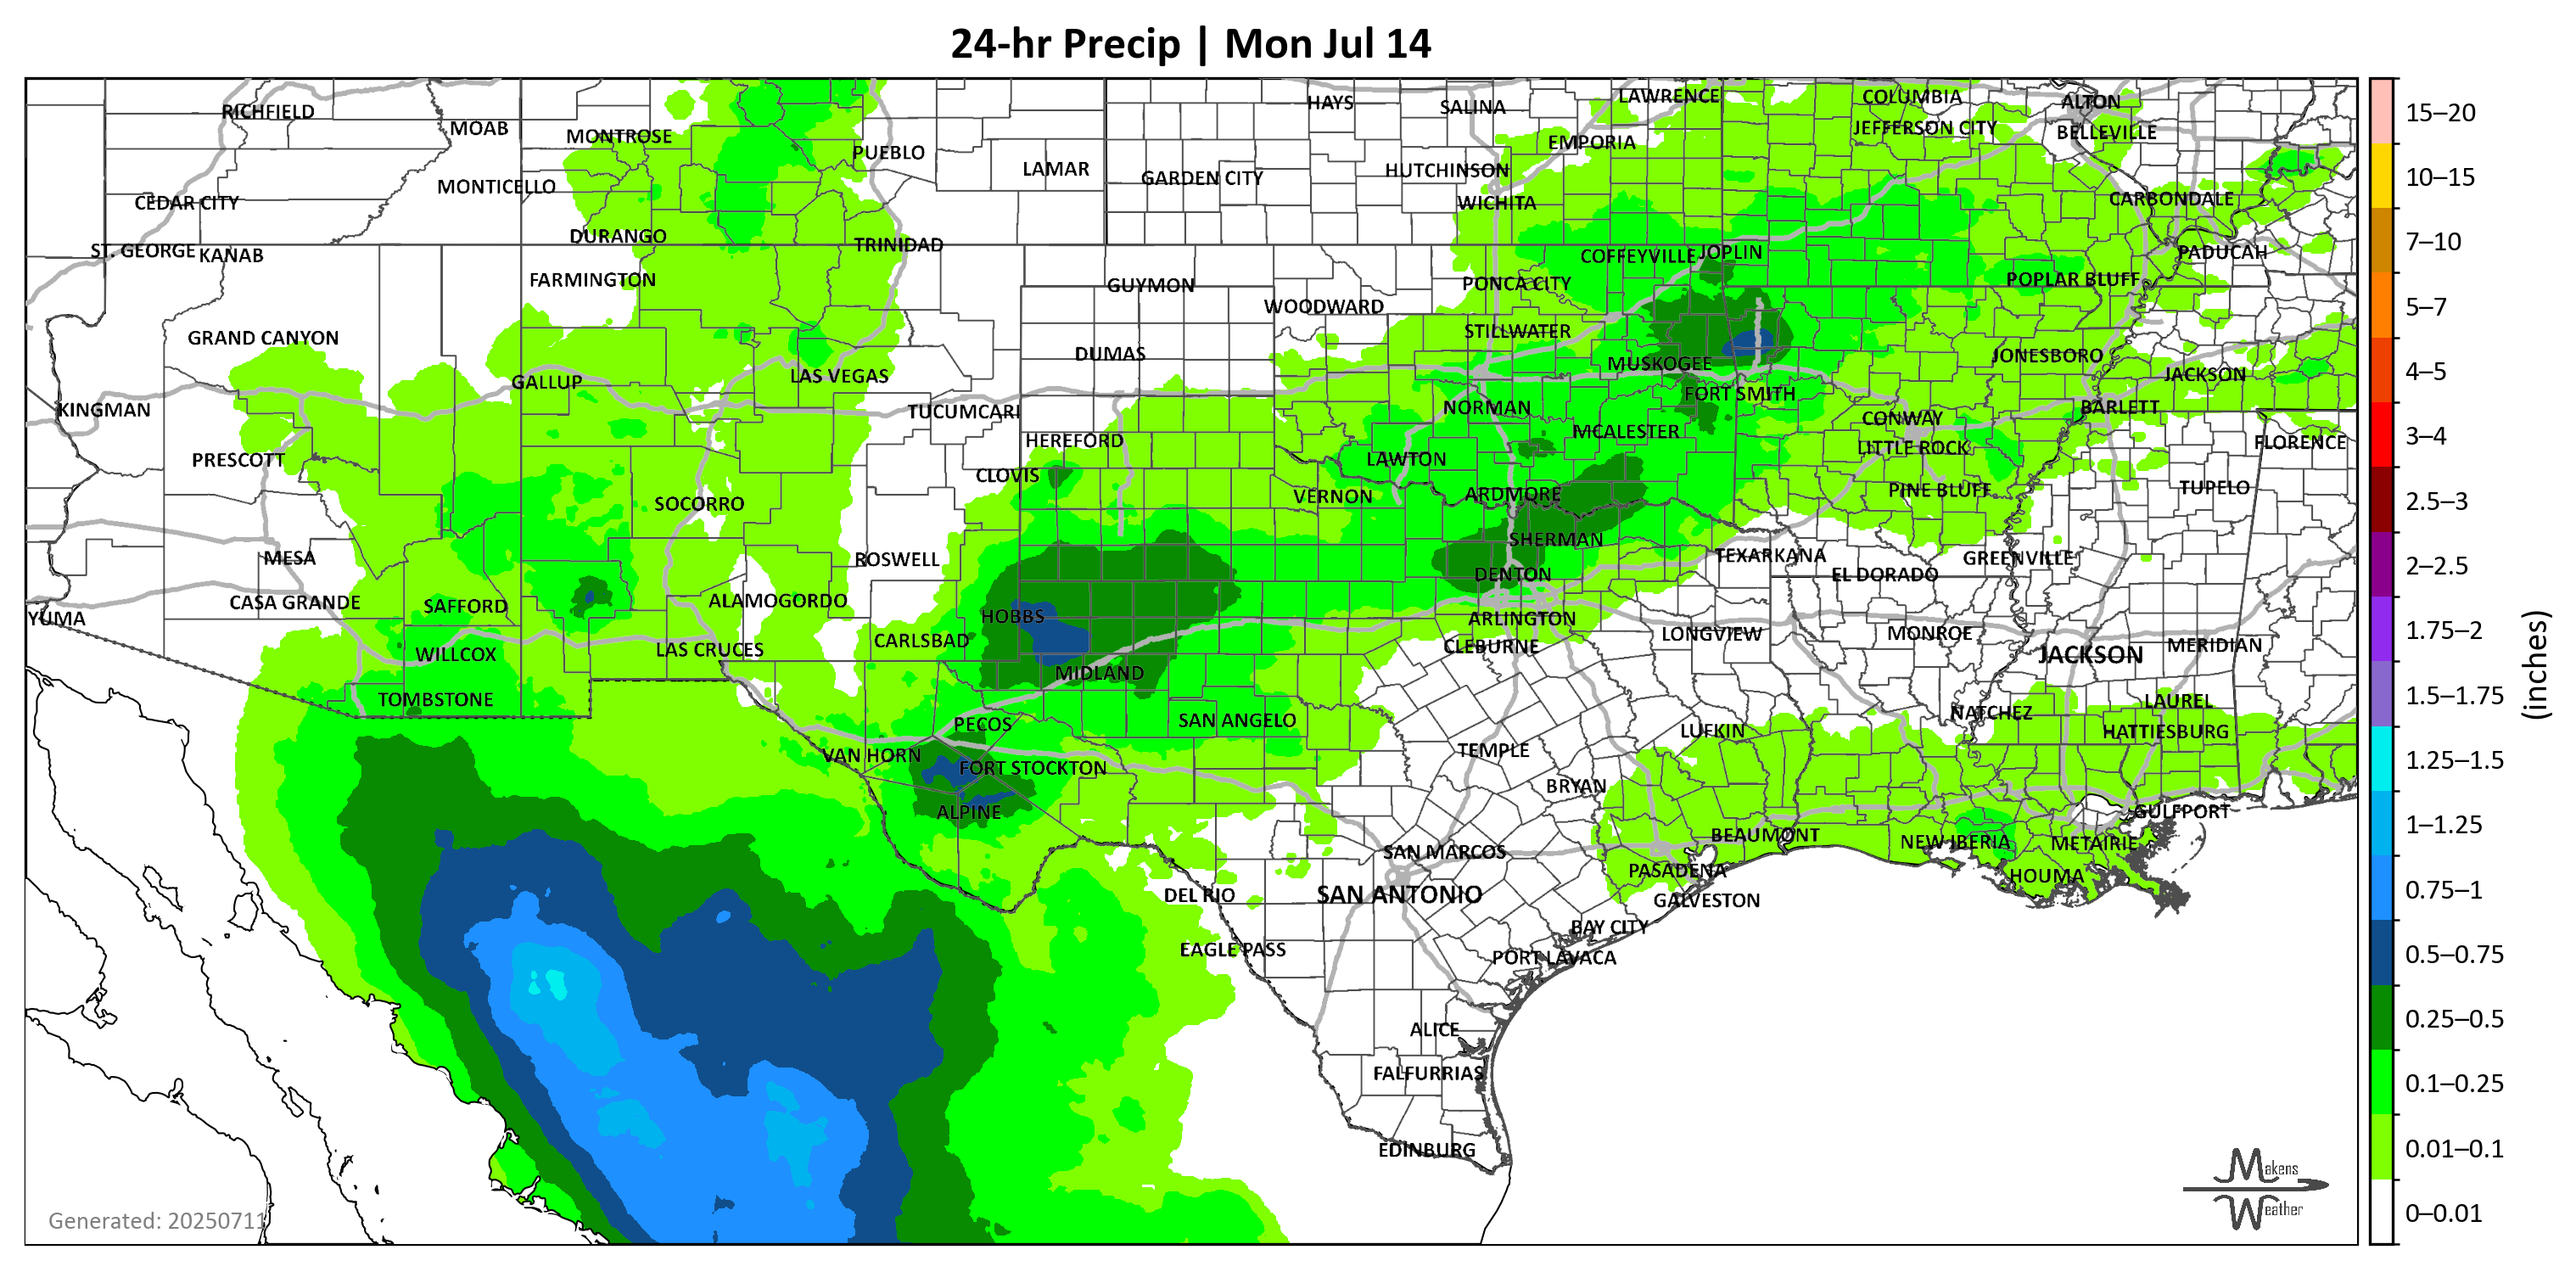 24-hr Precip | Mon Jul 14
RICHFIELD
MOAB
MONTROSE
PUEBLO
LAMAR
GARDEN CITY
HAYS
SALINA
LAWRENCE
EMPORIA
HUTCHINSON
WICHITA
COLUMBIA
JEFFERSON CITY
ALTON
BELLEVILLE
CEDAR CITY
MONTICELLO
CARBONDALE
ST. GEORGE
KANAB
DURANGO
TRINIDAD
FARMINGTON
GUYMON
WOODWARD
PONCA CITY
COFFEYVILLE
JOPLIN
POPLAR BLUFF
PADUCAH
GRAND CANYON
DUMAS
STILLWATER
MUSKOGEE
JONESBORO
JACKSON
KINGMAN
GALLUP
LAS VEGAS
TUCUMCARI
HEREFORD
NORMAN
FORT SMITH
CONWAY
BARLETT
PRESCOTT
CLOVIS
LAWTON
MCALESTER
LITTLE ROCK
FLORENCE
SOCORRO
VERNON
ARDMORE
PINE BLUFF
TUPELO
MESA
ROSWELL
SHERMAN
TEXARKANA
GREENVILLE
YUMA
CASA GRANDE
SAFFORD
ALAMOGORDO
HOBBS
DENTON
EL DORADO
ARLINGTON
CLEBURNE
LONGVIEW
MONROE
JACKSON
MERIDIAN
WILLCOX
LAS CRUCES
CARLSBAD
MIDLAND
TOMBSTONE
PECOS
SAN ANGELO
LUFKIN
NATCHEZ
LAUREL
HATTIESBURG
VAN HORN
FORT STOCKTON
TEMPLE
BRYAN
ALPINE
GULFPORT
BEAUMONT
NEW IBERIA
METAIRIE
SAN MARCOS
PASADENA
HOUMA
DEL RIO
SAN ANTONIO
GALVESTON
EAGLE PASS
BAY CITY
PORT LAVACA
ALICE
FALFURRIAS
EDINBURG
Generated: 20250711
Makens
Weather
15–20
10–15
7–10
5–7
4–5
3–4
2.5–3
2–2.5
1.75–2
1.5–1.75
1.25–1.5
1–1.25
0.75–1
0.5–0.75
0.25–0.5
0.1–0.25
0.01–0.1
0–0.01
(inches)